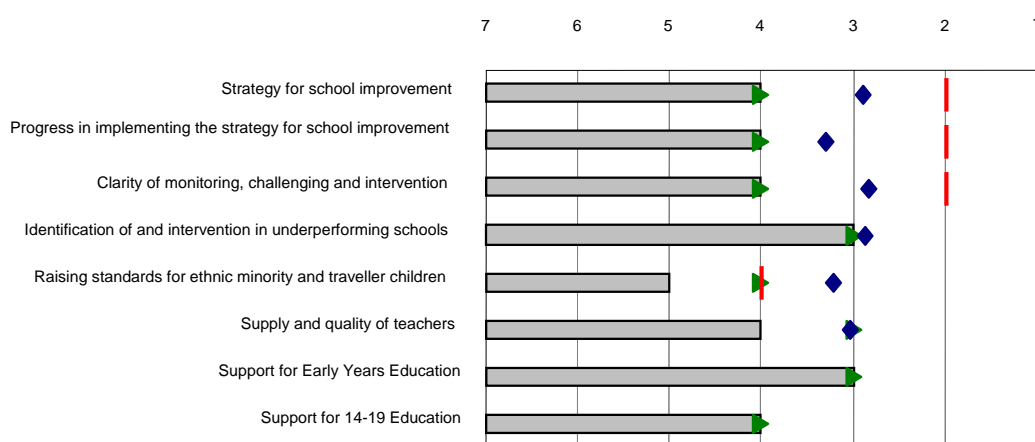 7 6 5 4 3 2
Strategy for school improvement
Progress in implementing the strategy for school improvement
Clarity of monitoring, challenging and intervention
Identification of and intervention in underperforming schools
Raising standards for ethnic minority and traveller children
Supply and quality of teachers
Support for Early Years Education
Support for 14-19 Education